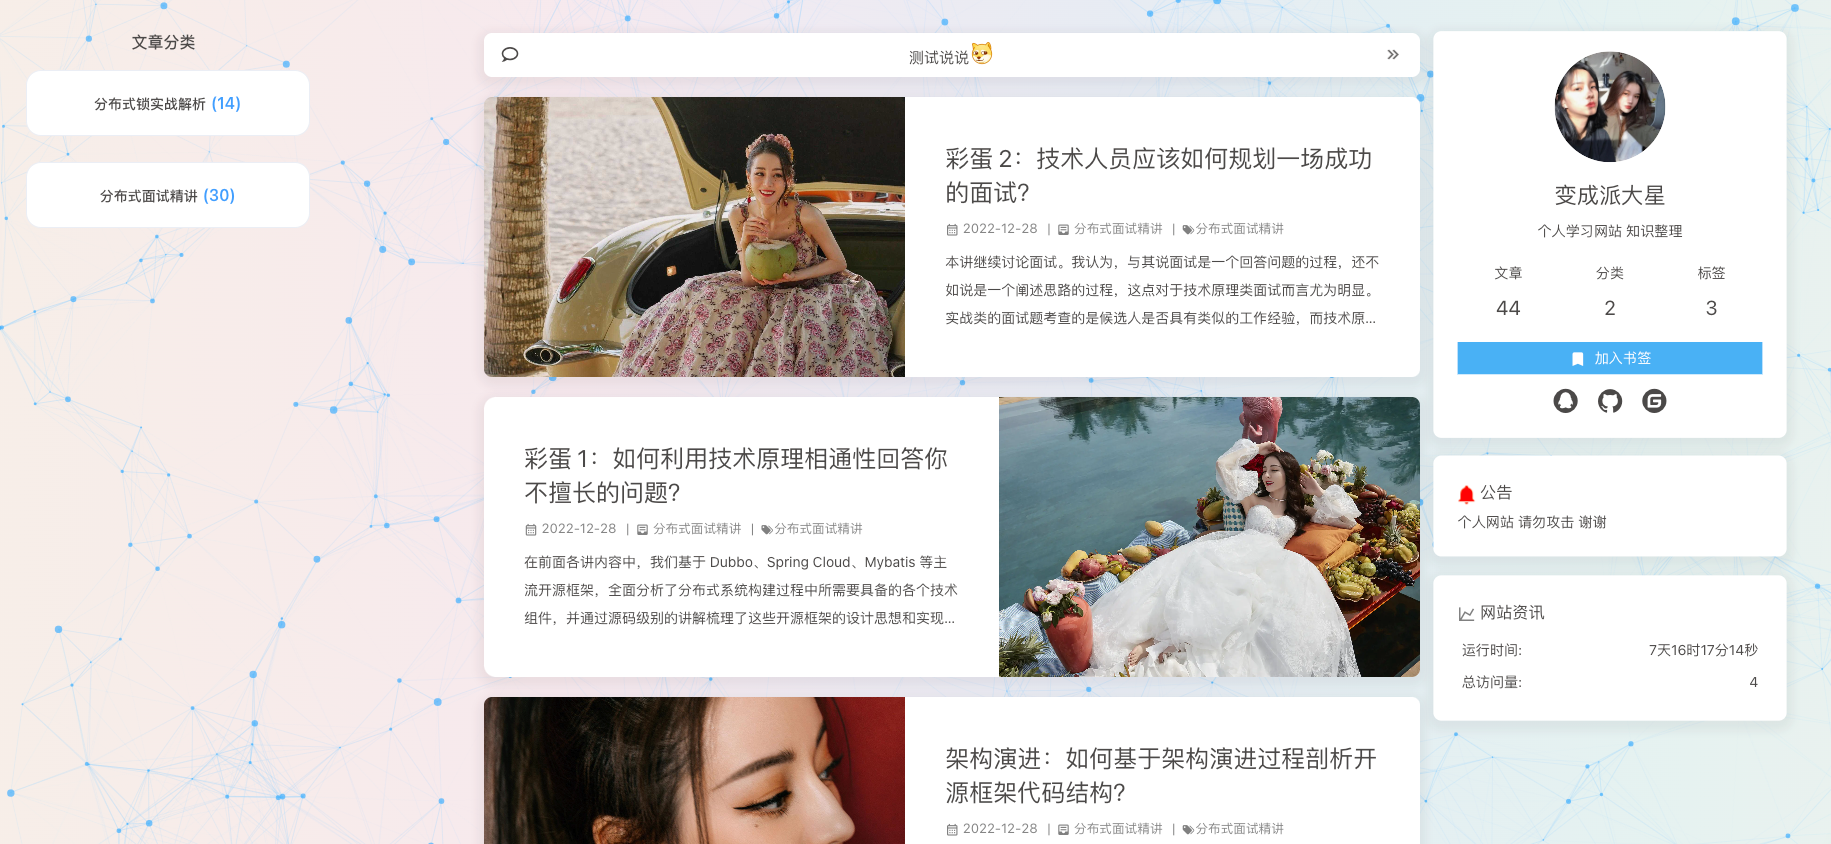 文章分类
分布式锁实战解析 (14)
分布式面试精讲 (30)
测试说说
彩蛋 2：技术人员应该如何规划一场成功
的面试?
2022-12-28 | 分布式面试精讲 | 分布式面试精讲
本讲继续讨论面试。我认为，与其说面试是一个回答问题的过程，还不
如说是一个阐述思路的过程，这点对于技术原理类面试而言尤为明显。
实战类的面试题考查的是候选人是否具有类似的工作经验，而技术原...
彩蛋 1：如何利用技术原理相通性回答你
不擅长的问题?
2022-12-28 | 分布式面试精讲 | 分布式面试精讲
在前面各讲内容中，我们基于 Dubbo、Spring Cloud、Mybatis 等主
流开源框架，全面分析了分布式系统构建过程中所需要具备的各个技术
组件，并通过源码级别的讲解梳理了这些开源框架的设计思想和实现...
架构演进：如何基于架构演进过程剖析开
源框架代码结构?
2022-12-28 | 分布式面试精讲 | 分布式面试精讲
变成派大星
个人学习网站 知识整理
文章 分类 标签
44 2 3
加入书签
公告
个人网站 请勿攻击 谢谢
网站资讯
运行时间: 7天16时17分14秒
总访问量: 4